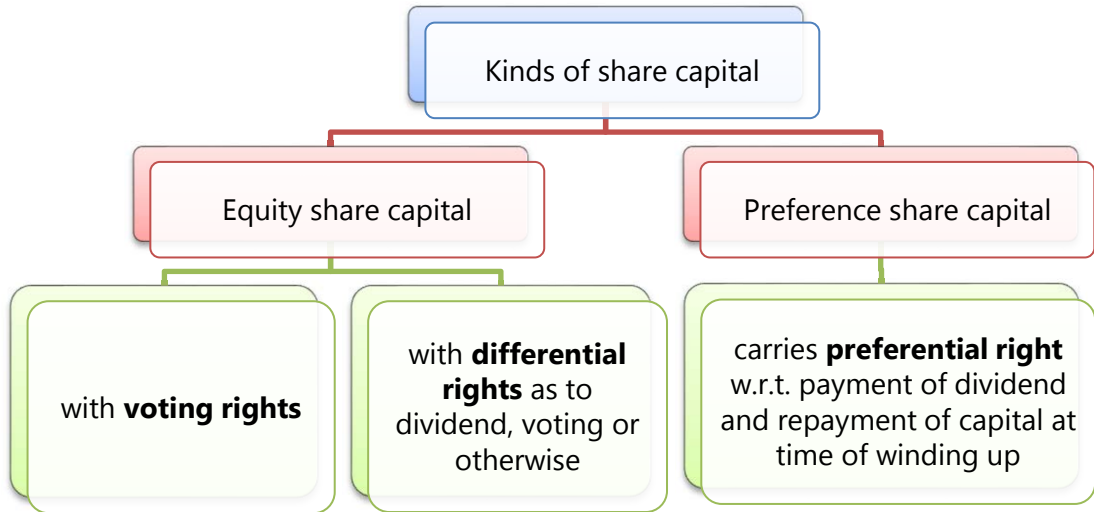 Kinds of share capital
Equity share capital
Preference share capital
with voting rights
with differential
rights as to
dividend, voting or
otherwise
carries preferential right
w.r.t. payment of dividend
and repayment of capital at
time of winding up